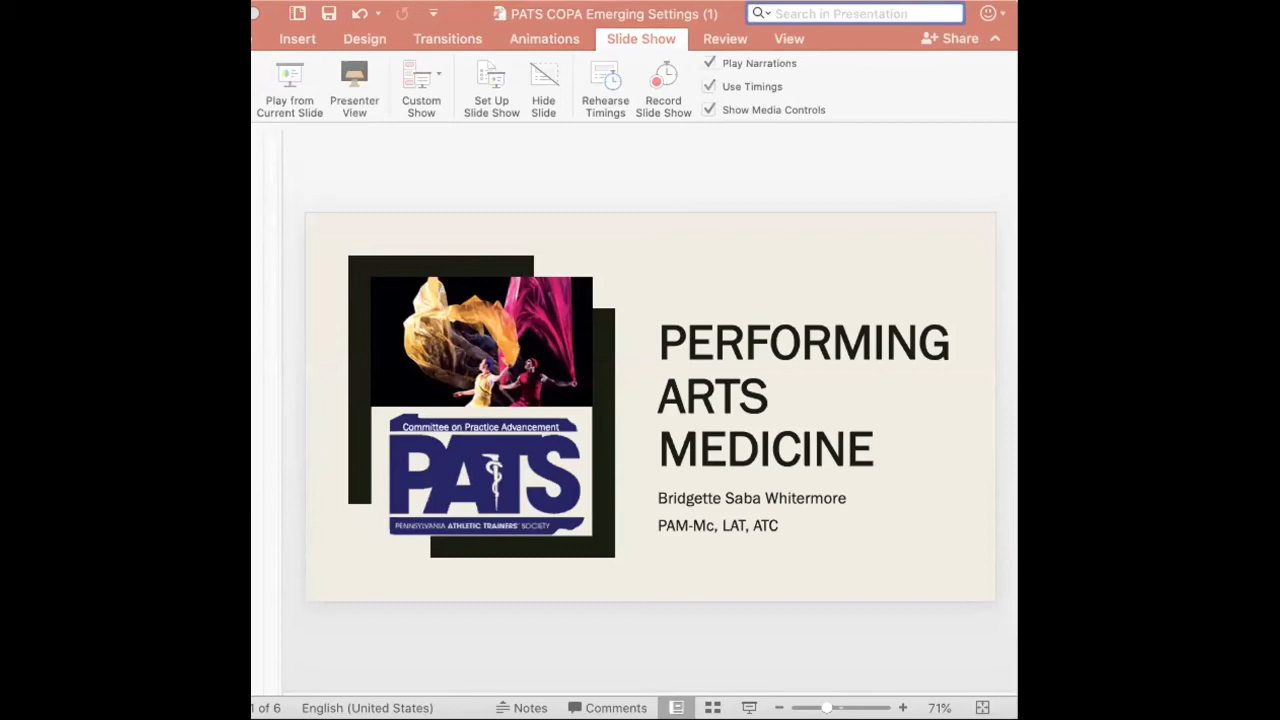 PATS COPA Emerging Settings (1)
Search in Presentation
Insert
Design
Transitions
Animations
Slide Show
Review
View
Share
Play from
Current Slide
Presenter
View
Custom
Show
Set Up
Slide Show
Hide
Slide
Rehearse
Timings
Record
Slide Show
Play Narrations
Use Timings
Show Media Controls
Committee on Practice Advancement
PATS
PENNSYLVANIA ATHLETIC TRAINERS' SOCIETY
PERFORMING
ARTS
MEDICINE
Bridgette Saba Whitermore
PAM-Mc, LAT, ATC
1 of 6
English (United States)
Notes
Comments
71%